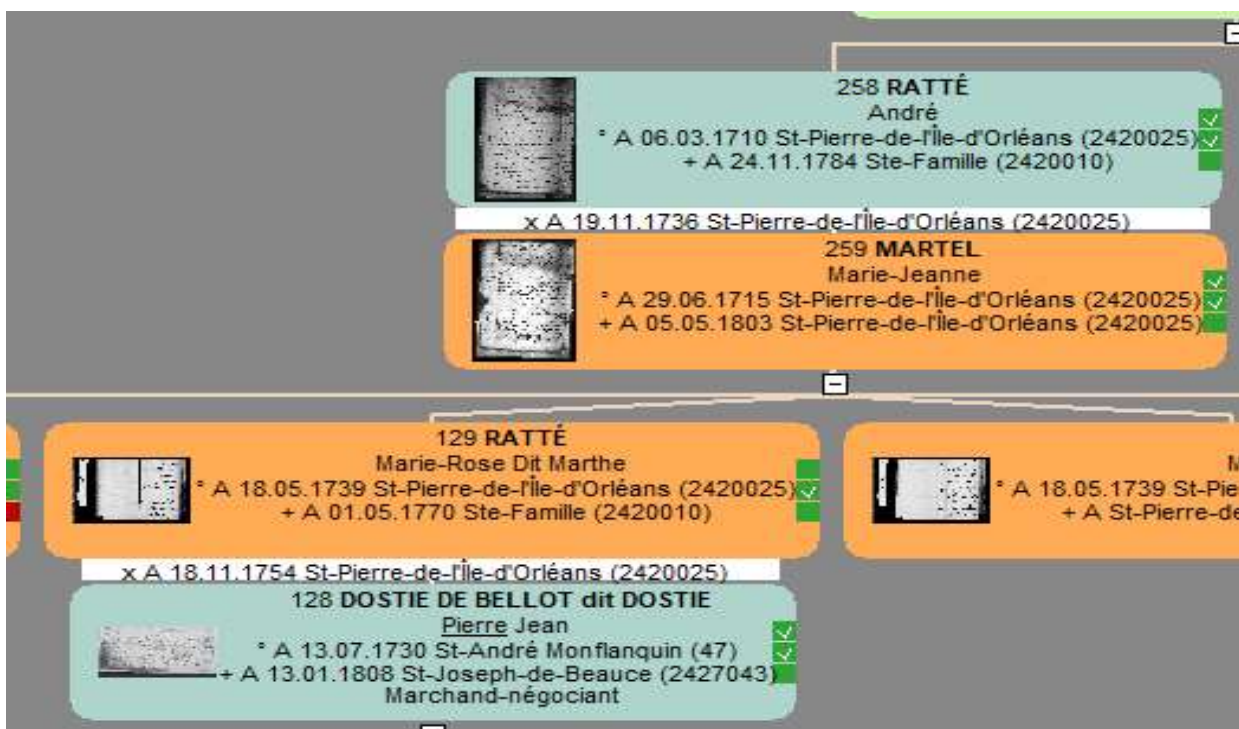 258 RATTÉ
André
° A 06.03.1710 St-Pierre-de-l'Île-d'Orléans (2420025)
+ A 24.11.1784 Ste-Famille (2420010)
x A 19.11.1736 St-Pierre-de-l'Île-d'Orléans (2420025)
259 MARTEL
Marie-Jeanne
° A 29.06.1715 St-Pierre-de-l'Île-d'Orléans (2420025)
+ A 05.05.1803 St-Pierre-de-l'Île-d'Orléans (2420025)
129 RATTÉ
Marie-Rose Dit Marthe
° A 18.05.1739 St-Pierre-de-l'Île-d'Orléans (2420025)
+ A 01.05.1770 Ste-Famille (2420010)
M
° A 18.05.1739 St-Pie
+ A St-Pierre-de
x A 18.11.1754 St-Pierre-de-l'Île-d'Orléans (2420025)
128 DOSTIE DE BELLOT dit DOSTIE
Pierre Jean
° A 13.07.1730 St-André Monflanquin (47)
+ A 13.01.1808 St-Joseph-de-Beauce (2427043)
Marchand-négociant